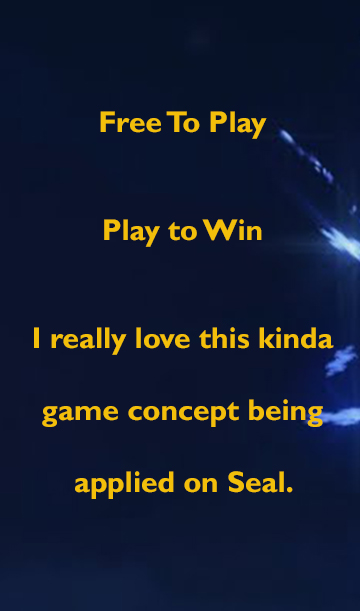 Free To Play
Play to Win
I really love this kinda
game concept being
applied on Seal.